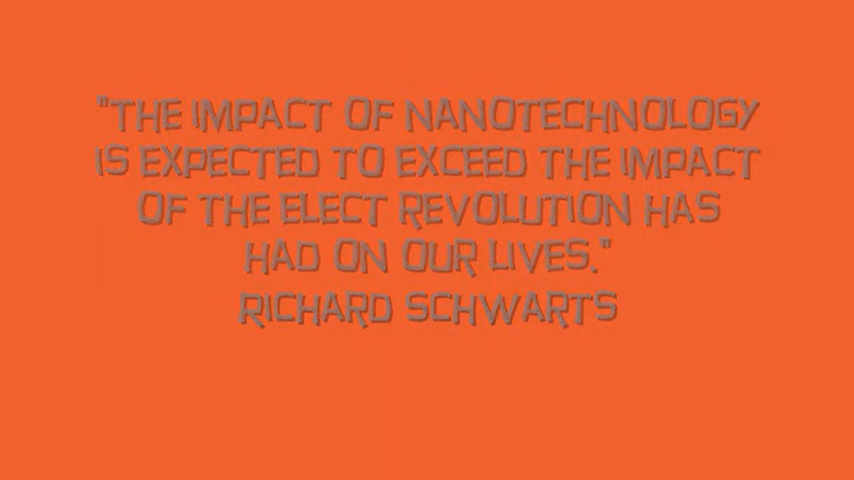 "THE IMPACT OF NANOTECHNOLOGY
IS EXPECTED TO EXCEED THE IMPACT
OF THE ELECT REVOLUTION HAS
HAD ON OUR LIVES."
RICHARD SCHWARTS